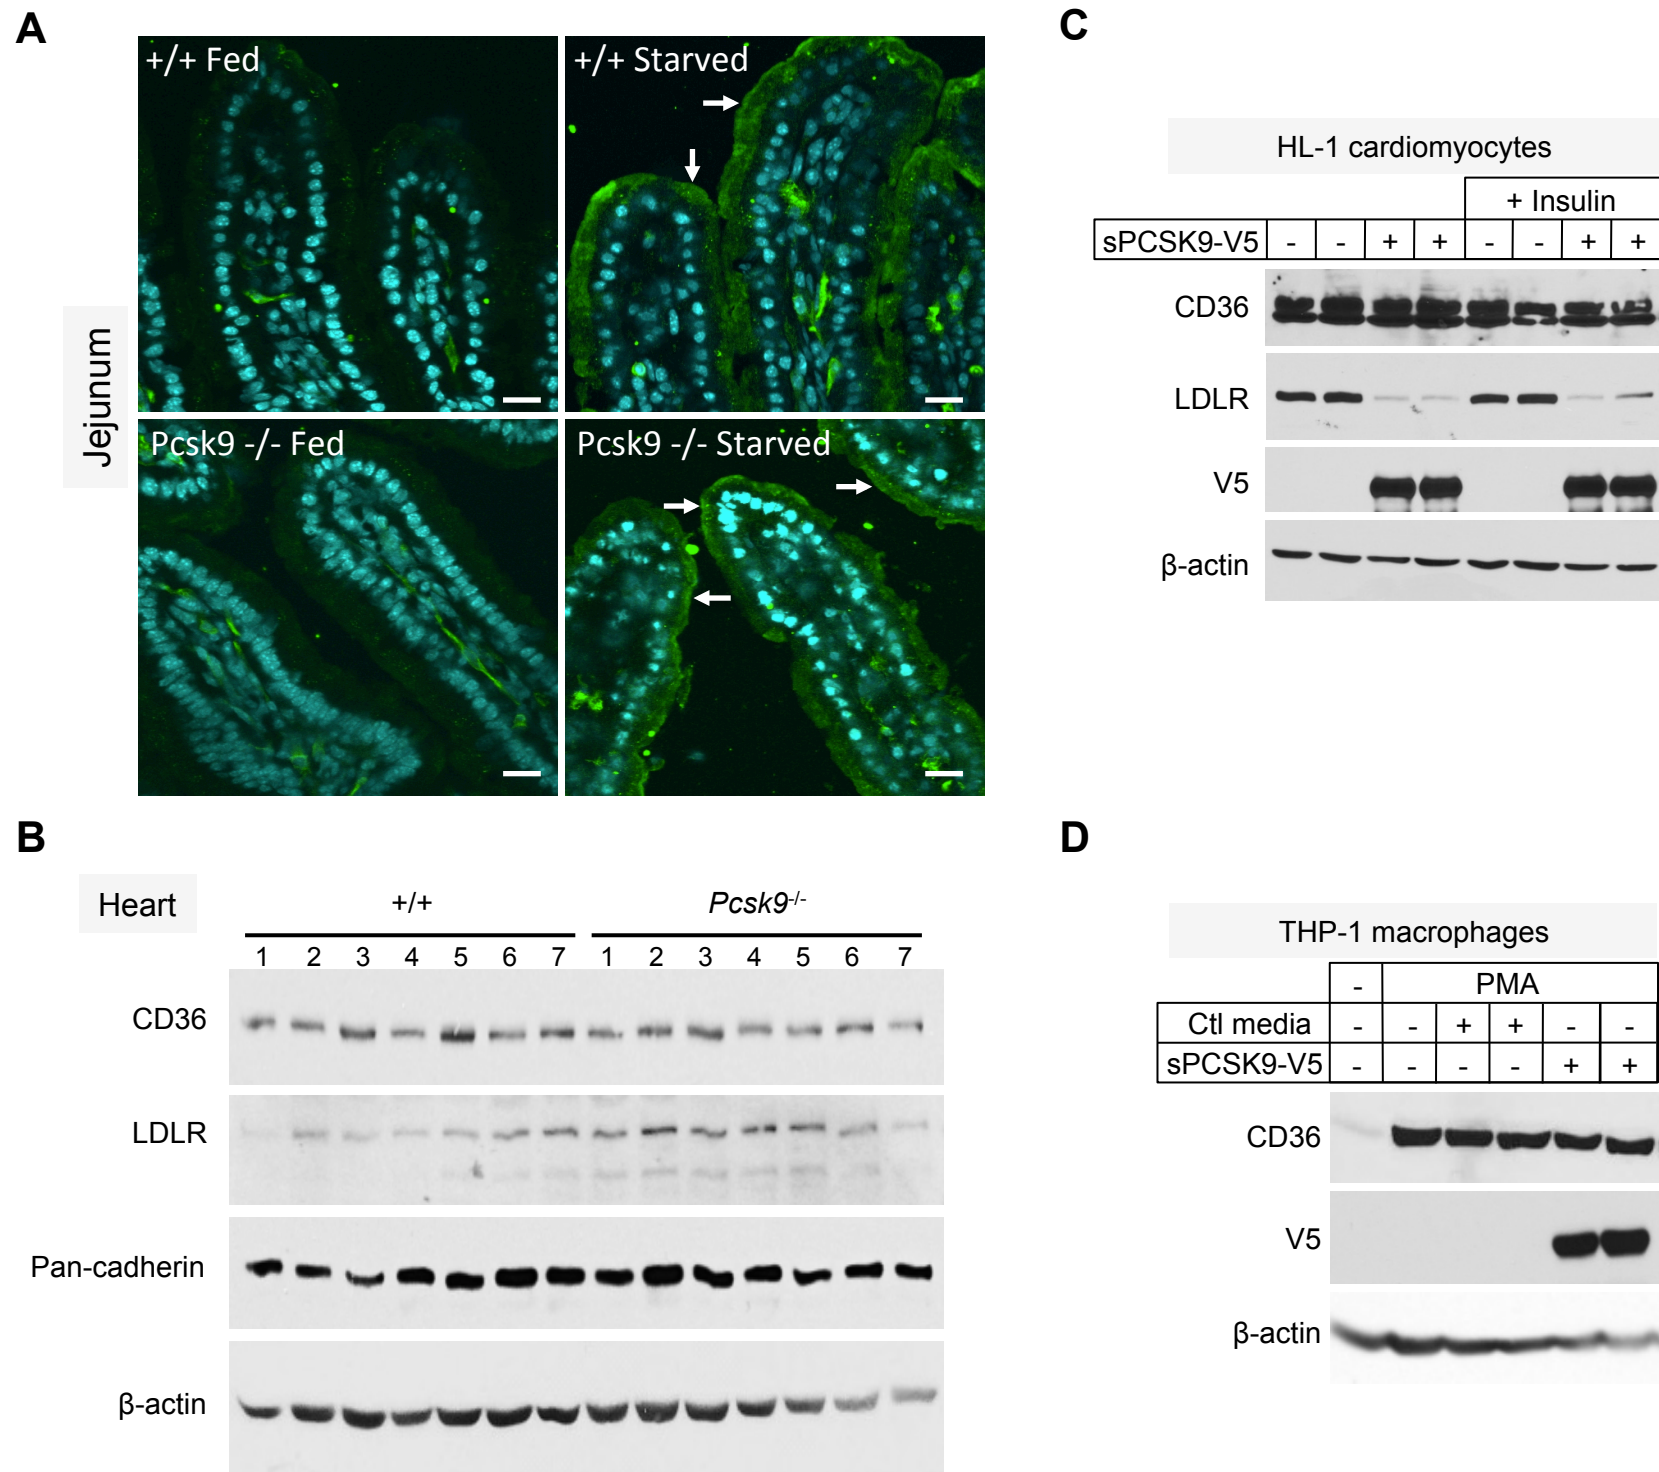 A
+/+ Fed
+/+ Starved
Jejunum
Pcsk9 -/- Fed
Pcsk9 -/- Starved
B
Heart
+/+
Pcsk9-/-
1 2 3 4 5 6 7 1 2 3 4 5 6 7
CD36
LDLR
Pan-cadherin
β-actin
C
HL-1 cardiomyocytes
+ Insulin
sPCSK9-V5 - - + + - - + +
CD36
LDLR
V5
β-actin
D
THP-1 macrophages
- PMA
Ctl media - - + + - -
sPCSK9-V5 - - - - + +
CD36
V5
β-actin